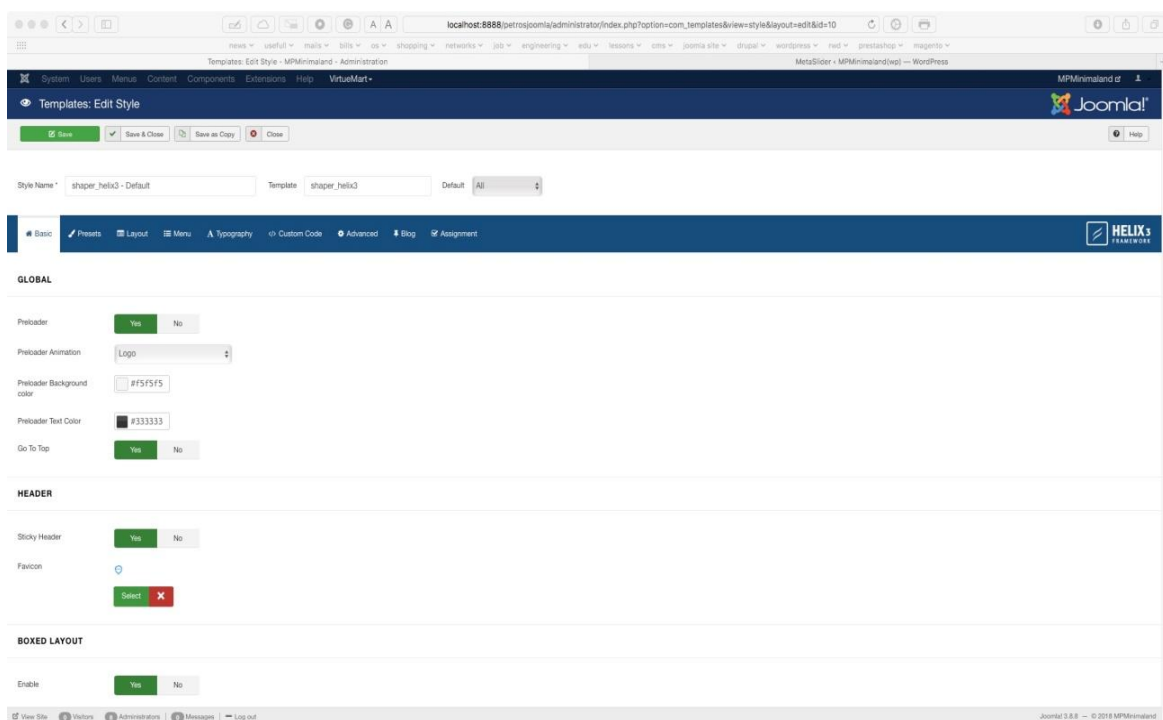 A A localhost:8888/petrosjoomla/administrator/index.php?option=com_templates&view=style&layout=edit&id=10
news usefull mails bills os shopping networks job engineering edu lessons cms joomla site drupal wordpress rwd prestashop magento
Templates: Edit Style - MPMinimaland - Administration MetaSlider ‹ MPMinimaland(wp) — WordPress
System Users Menus Content Components Extensions Help VirtueMart MPMinimaland
Templates: Edit Style Joomla!
Save Save & Close Save as Copy Close Help
Style Name * shaper_helix3 - Default Template shaper_helix3 Default All
Basic Presets Layout Menu A Typography </> Custom Code Advanced Blog Assignment HELIX3
FRAMEWORK
GLOBAL
Preloader Yes No
Preloader Animation Logo
Preloader Background color #f5f5f5
Preloader Text Color #333333
Go To Top Yes No
HEADER
Sticky Header Yes No
Favicon
Select X
BOXED LAYOUT
Enable Yes No
View Site 0 Visitors Administrators Messages Log out Joomla! 3.8.8 — © 2018 MPMinimaland